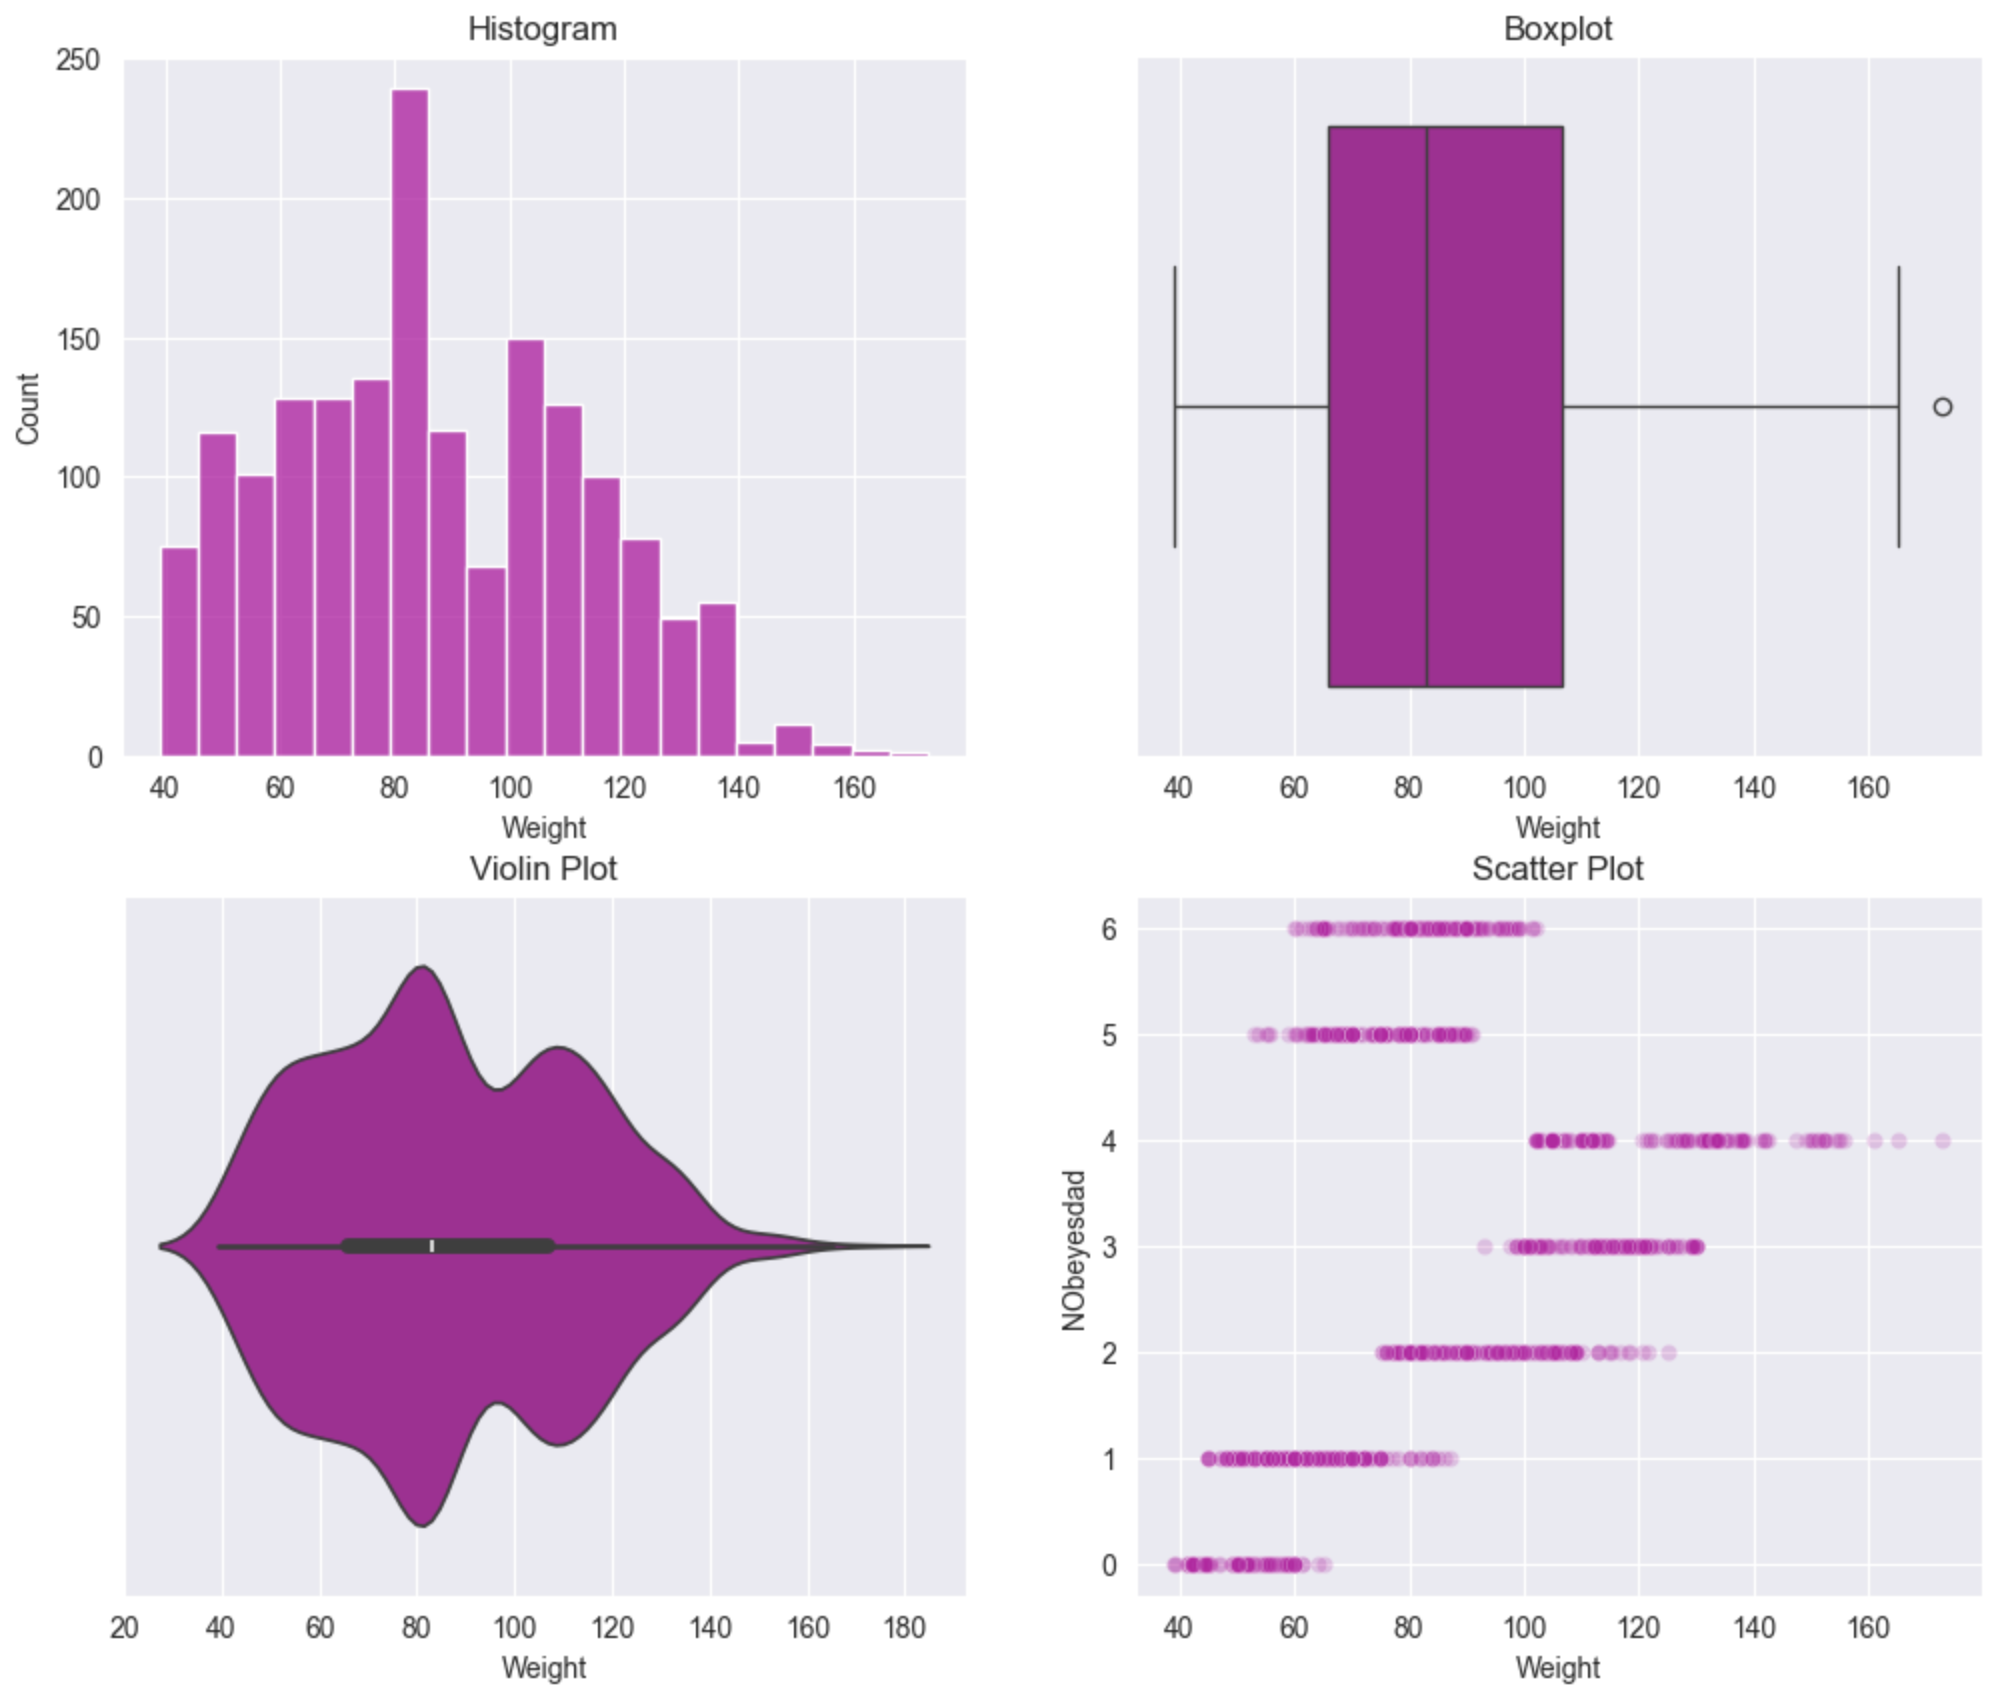 Histogram
250
200
150
100
50
0
Count
40 60 80 100 120 140 160
Weight
Boxplot
40 60 80 100 120 140 160
Weight
Violin Plot
20 40 60 80 100 120 140 160 180
Weight
Scatter Plot
6
5
4
3
2
1
0
NObeyesdad
40 60 80 100 120 140 160
Weight